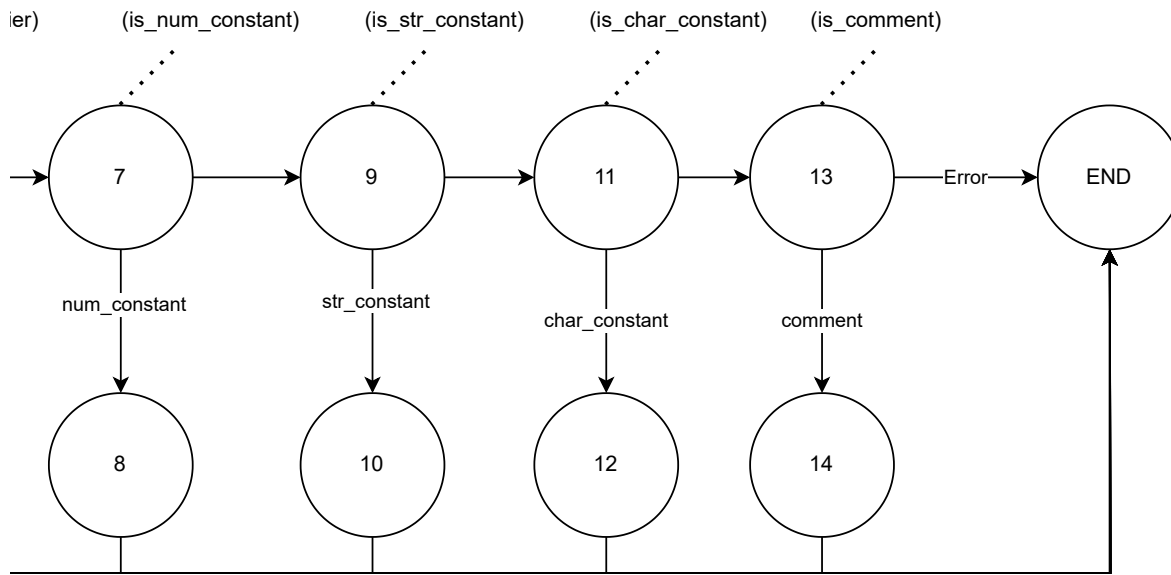 ier)
(is_num_constant)
(is_str_constant)
(is_char_constant)
(is_comment)
7
9
11
13
Error
END
num_constant
str_constant
char_constant
comment
8
10
12
14